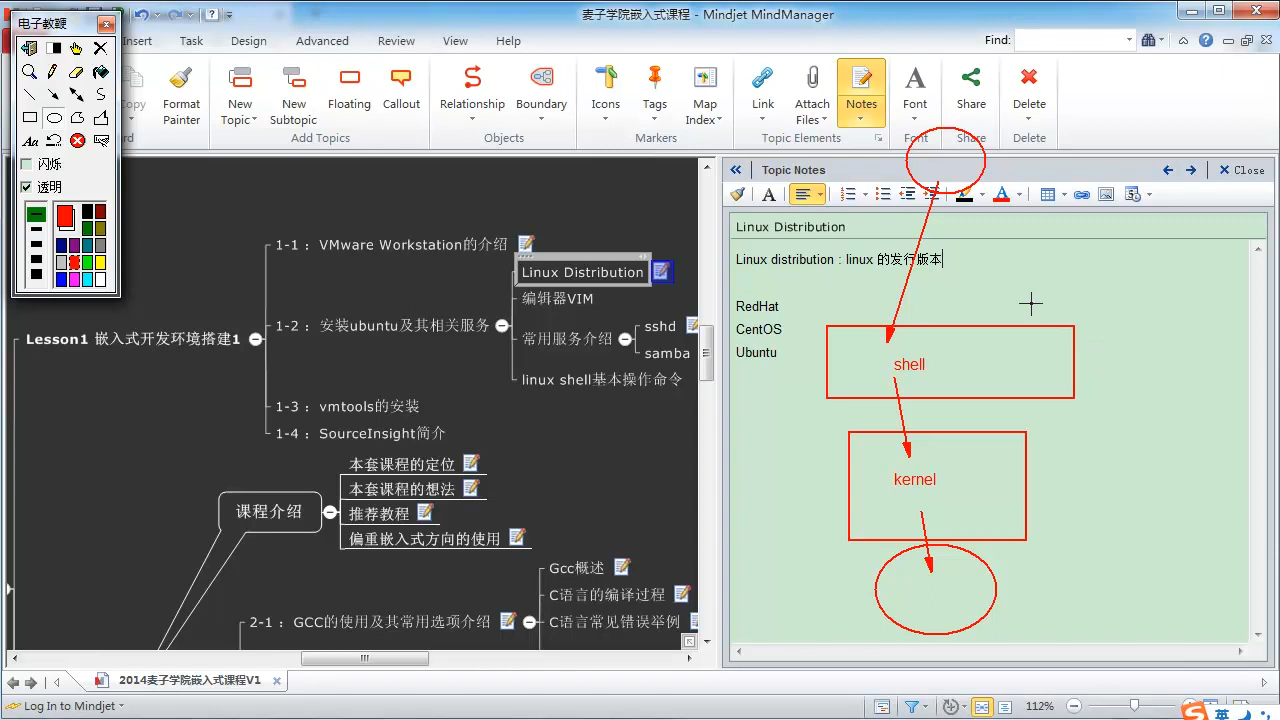 电子教鞭
麦子学院嵌入式课程 - Mindjet MindManager
Insert Task Design Advanced Review View Help
Find:
Format Painter
New Topic
New Subtopic
Floating
Callout
Relationship
Boundary
Icons
Tags
Map Index
Link
Attach Files
Notes
Font
Share
Delete
Add Topics
Objects
Markers
Topic Elements
Font
Share
Delete
闪烁
透明
Topic Notes
Close
Linux Distribution
Linux distribution : linux 的发行版本
RedHat
CentOS
Ubuntu
shell
kernel
Lesson1 嵌入式开发环境搭建1
1-1 : VMware Workstation的介绍
1-2 : 安装ubuntu及其相关服务
Linux Distribution
编辑器VIM
常用服务介绍
sshd
samba
linux shell基本操作命令
1-3 : vmtools的安装
1-4 : SourceInsight简介
课程介绍
本套课程的定位
本套课程的想法
推荐教程
偏重嵌入式方向的使用
2-1 : GCC的使用及其常用选项介绍
Gcc概述
C语言的编译过程
C语言常见错误举例
2014麦子学院嵌入式课程V1
Log In to Mindjet
112%
英